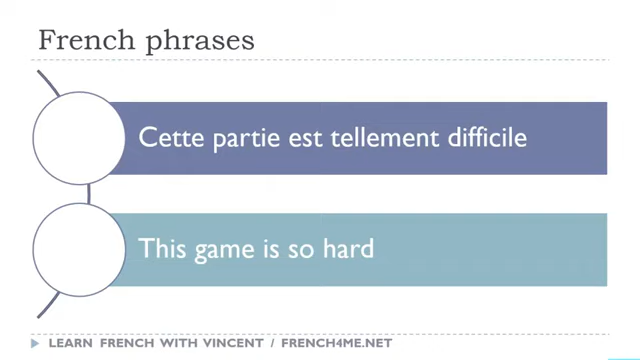 French phrases
Cette partie est tellement difficile
This game is so hard
LEARN FRENCH WITH VINCENT / FRENCH4ME.NET